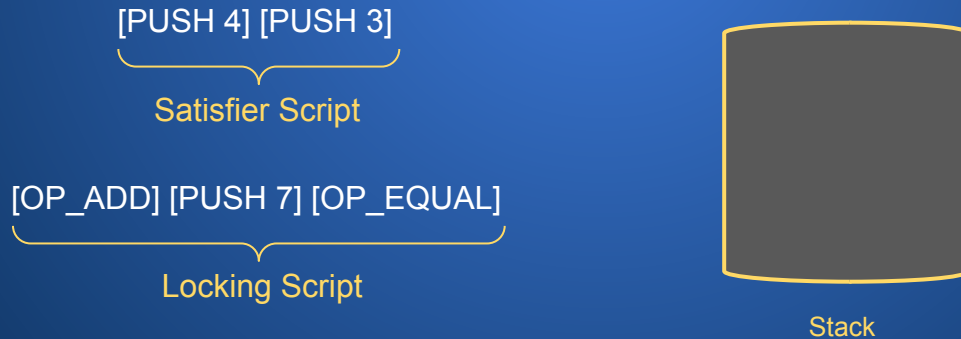 [PUSH 4] [PUSH 3]
Satisfier Script
[OP_ADD] [PUSH 7] [OP_EQUAL]
Locking Script
Stack